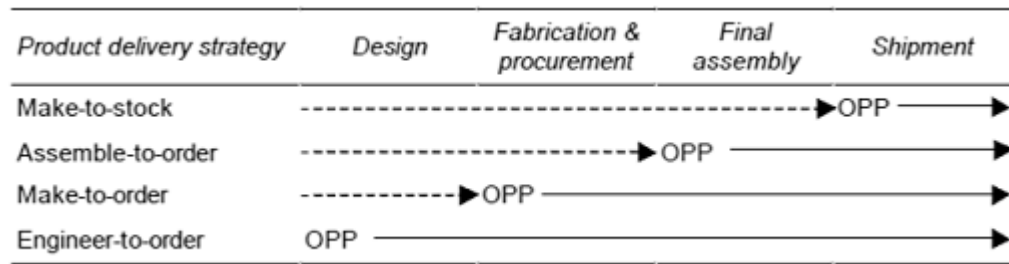 Product delivery strategy Design Fabrication & procurement Final assembly Shipment
Make-to-stock OPP
Assemble-to-order OPP
Make-to-order OPP
Engineer-to-order OPP